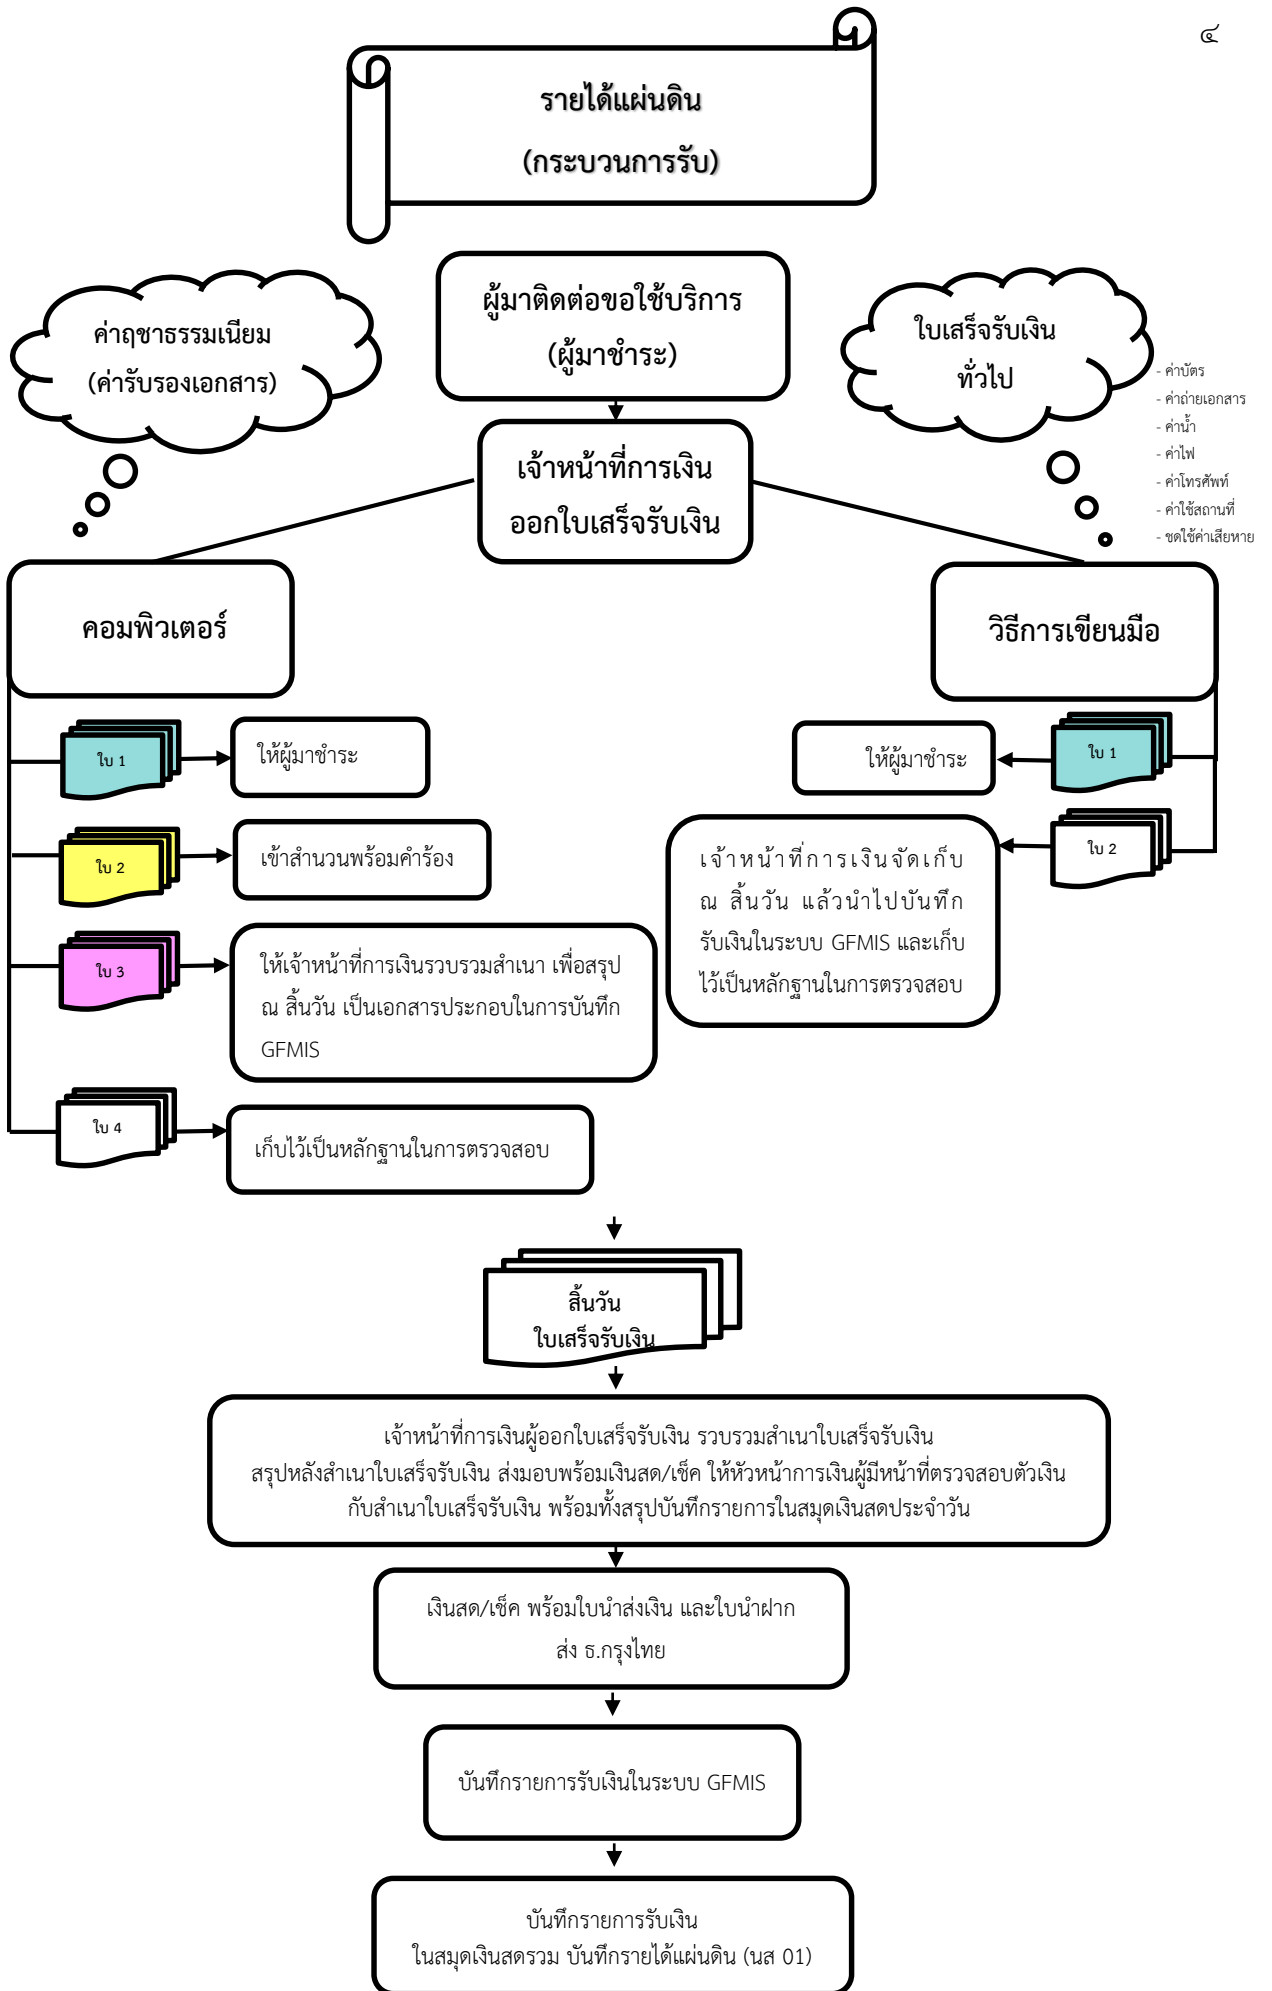 ๔
รายได้แผ่นดิน
(กระบวนการรับ)
ค่าฤชาธรรมเนียม
(ค่ารับรองเอกสาร)
ผู้มาติดต่อขอใช้บริการ
(ผู้มาชำระ)
ใบเสร็จรับเงิน
ทั่วไป
- ค่าบัตร
- ค่าถ่ายเอกสาร
- ค่าน้ำ
- ค่าไฟ
- ค่าโทรศัพท์
- ค่าใช้สถานที่
- ชดใช้ค่าเสียหาย
เจ้าหน้าที่การเงิน
ออกใบเสร็จรับเงิน
คอมพิวเตอร์
ใบ 1
ให้ผู้มาชำระ
ใบ 2
เข้าสำนวนพร้อมคำร้อง
ใบ 3
ให้เจ้าหน้าที่การเงินรวบรวมสำเนา เพื่อสรุป
ณ สิ้นวัน เป็นเอกสารประกอบในการบันทึก
GFMIS
ใบ 4
เก็บไว้เป็นหลักฐานในการตรวจสอบ
วิธีการเขียนมือ
ใบ 1
ให้ผู้มาชำระ
ใบ 2
เจ้าหน้าที่การเงินจัดเก็บ
ณ สิ้นวัน แล้วนำไปบันทึก
รับเงินในระบบ GFMIS และเก็บ
ไว้เป็นหลักฐานในการตรวจสอบ
สิ้นวัน
ใบเสร็จรับเงิน
เจ้าหน้าที่การเงินผู้ออกใบเสร็จรับเงิน รวบรวมสำเนาใบเสร็จรับเงิน
สรุปหลังสำเนาใบเสร็จรับเงิน ส่งมอบพร้อมเงินสด/เช็ค ให้หัวหน้าการเงินผู้มีหน้าที่ตรวจสอบตัวเงิน
กับสำเนาใบเสร็จรับเงิน พร้อมทั้งสรุปบันทึกรายการในสมุดเงินสดประจำวัน
เงินสด/เช็ค พร้อมใบนำส่งเงิน และใบนำฝาก
ส่ง ธ.กรุงไทย
บันทึกรายการรับเงินในระบบ GFMIS
บันทึกรายการรับเงิน
ในสมุดเงินสดรวม บันทึกรายได้แผ่นดิน (นส 01)